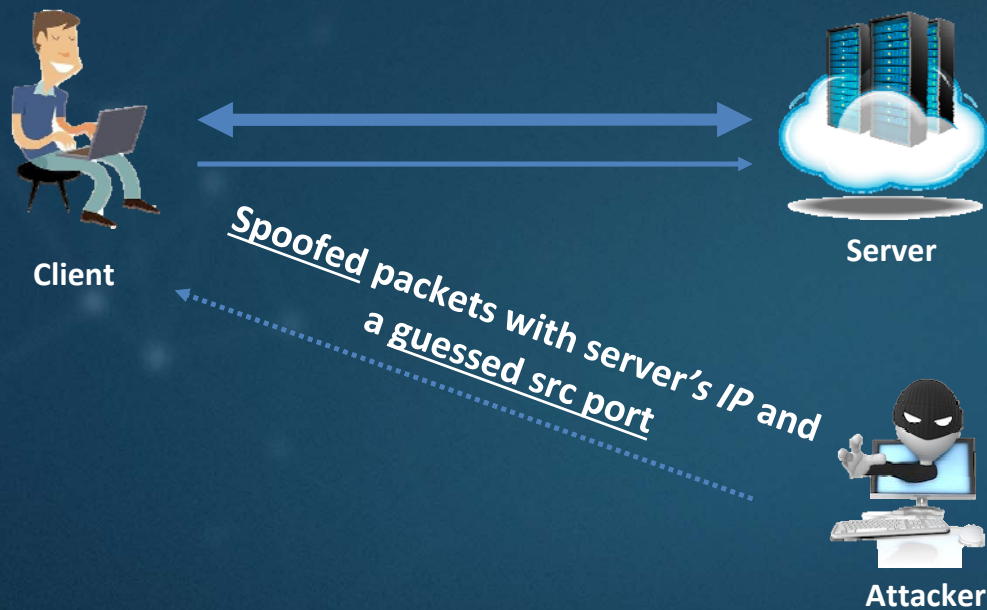 Client
Server
Spoofed packets with server's IP and
a guessed src port
Attacker